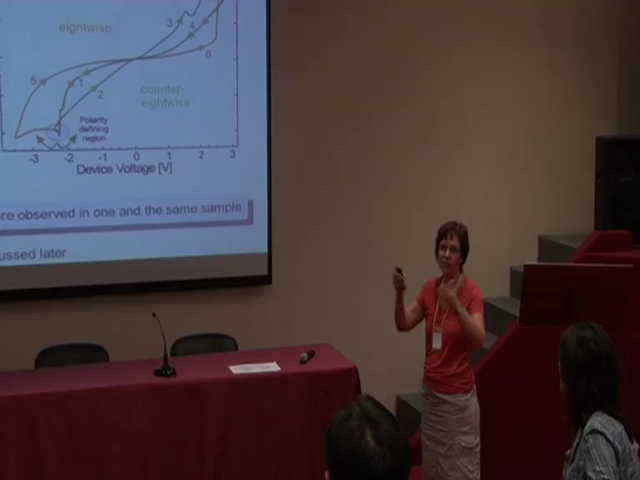 3
4
eightwise
6
5
1
2
counter-
eightwise
Polarity
defining
region
-3 -2 -1 0 1 2 3
Device Voltage [V]
ere observed in one and the same sample
ussed later